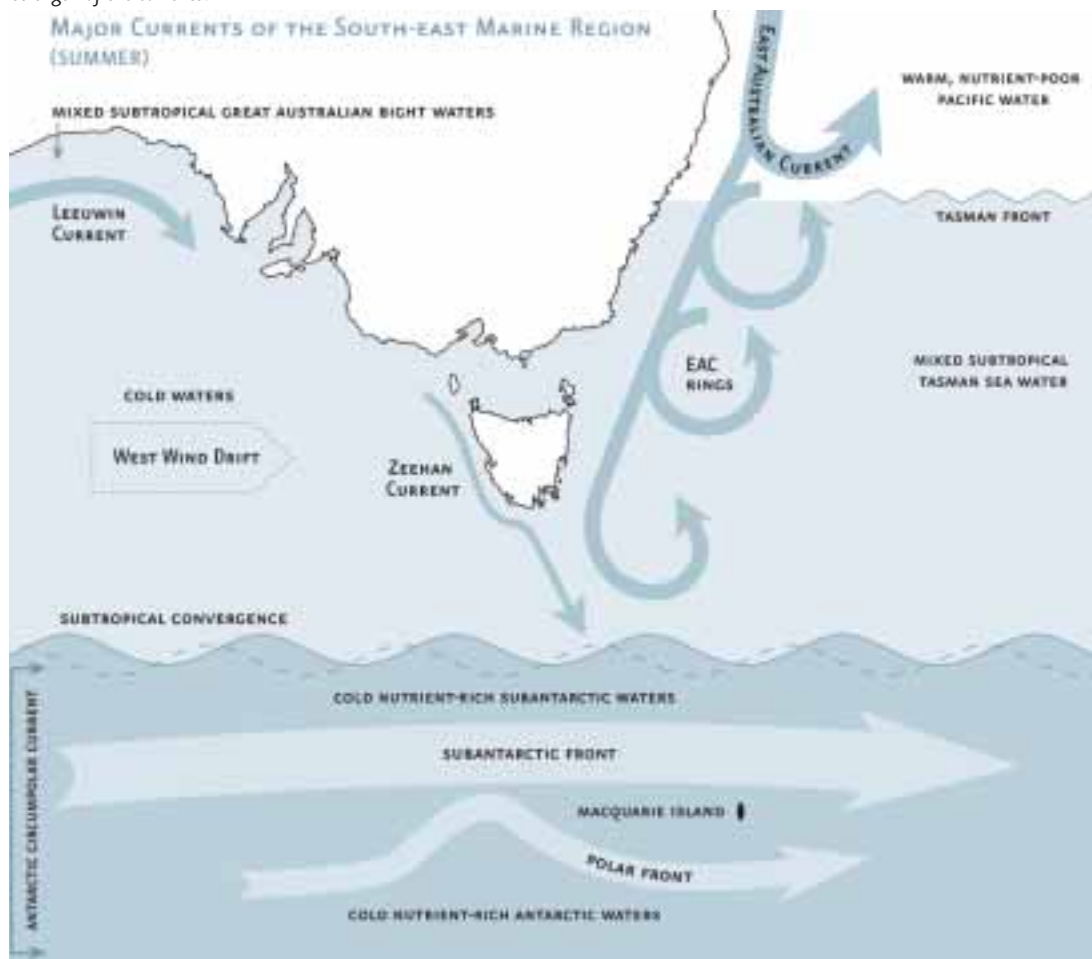 Major Currents of the South-east Marine Region
(Summer)
Mixed subtropical Great Australian Bight waters
East Australian Current
Warm, nutrient-poor
Pacific water
Leeuwin
Current
Tasman Front
EAC
rings
Mixed subtropical
Tasman Sea water
Cold waters
West Wind Drift
Zeehan
Current
Subtropical Convergence
Antarctic Circumpolar Current
Cold nutrient-rich subantarctic waters
Subantarctic Front
Macquarie Island
Polar Front
Cold nutrient-rich Antarctic waters